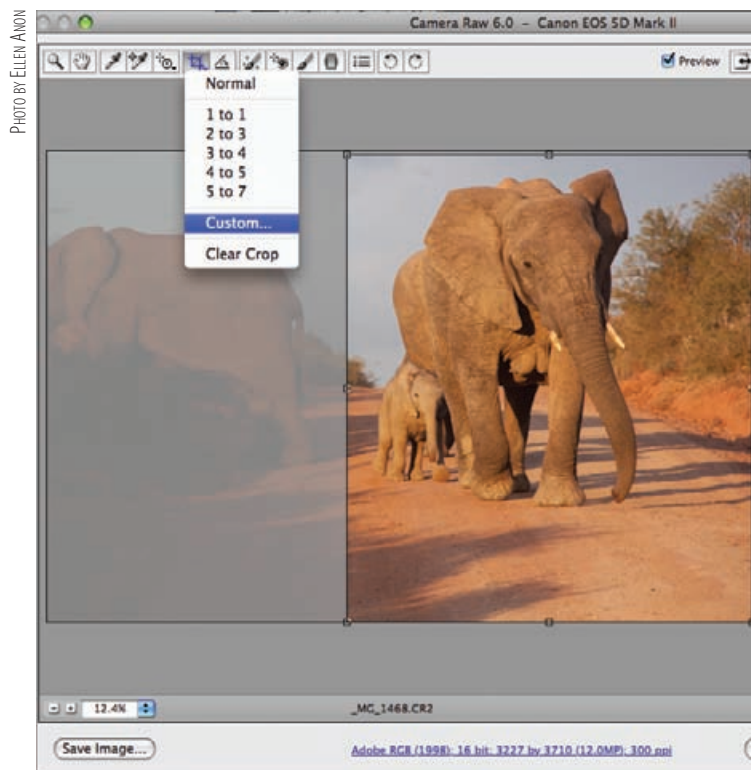 PHOTO BY ELLEN ANON
Camera Raw 6.0 – Canon EOS 5D Mark II
Preview
Normal
1 to 1
2 to 3
3 to 4
4 to 5
5 to 7
Custom...
Clear Crop
12.4%
_MG_1468.CR2
Save Image...
Adobe RGB (1998); 16 bit; 3227 by 3710 (12.0MP); 300 ppi